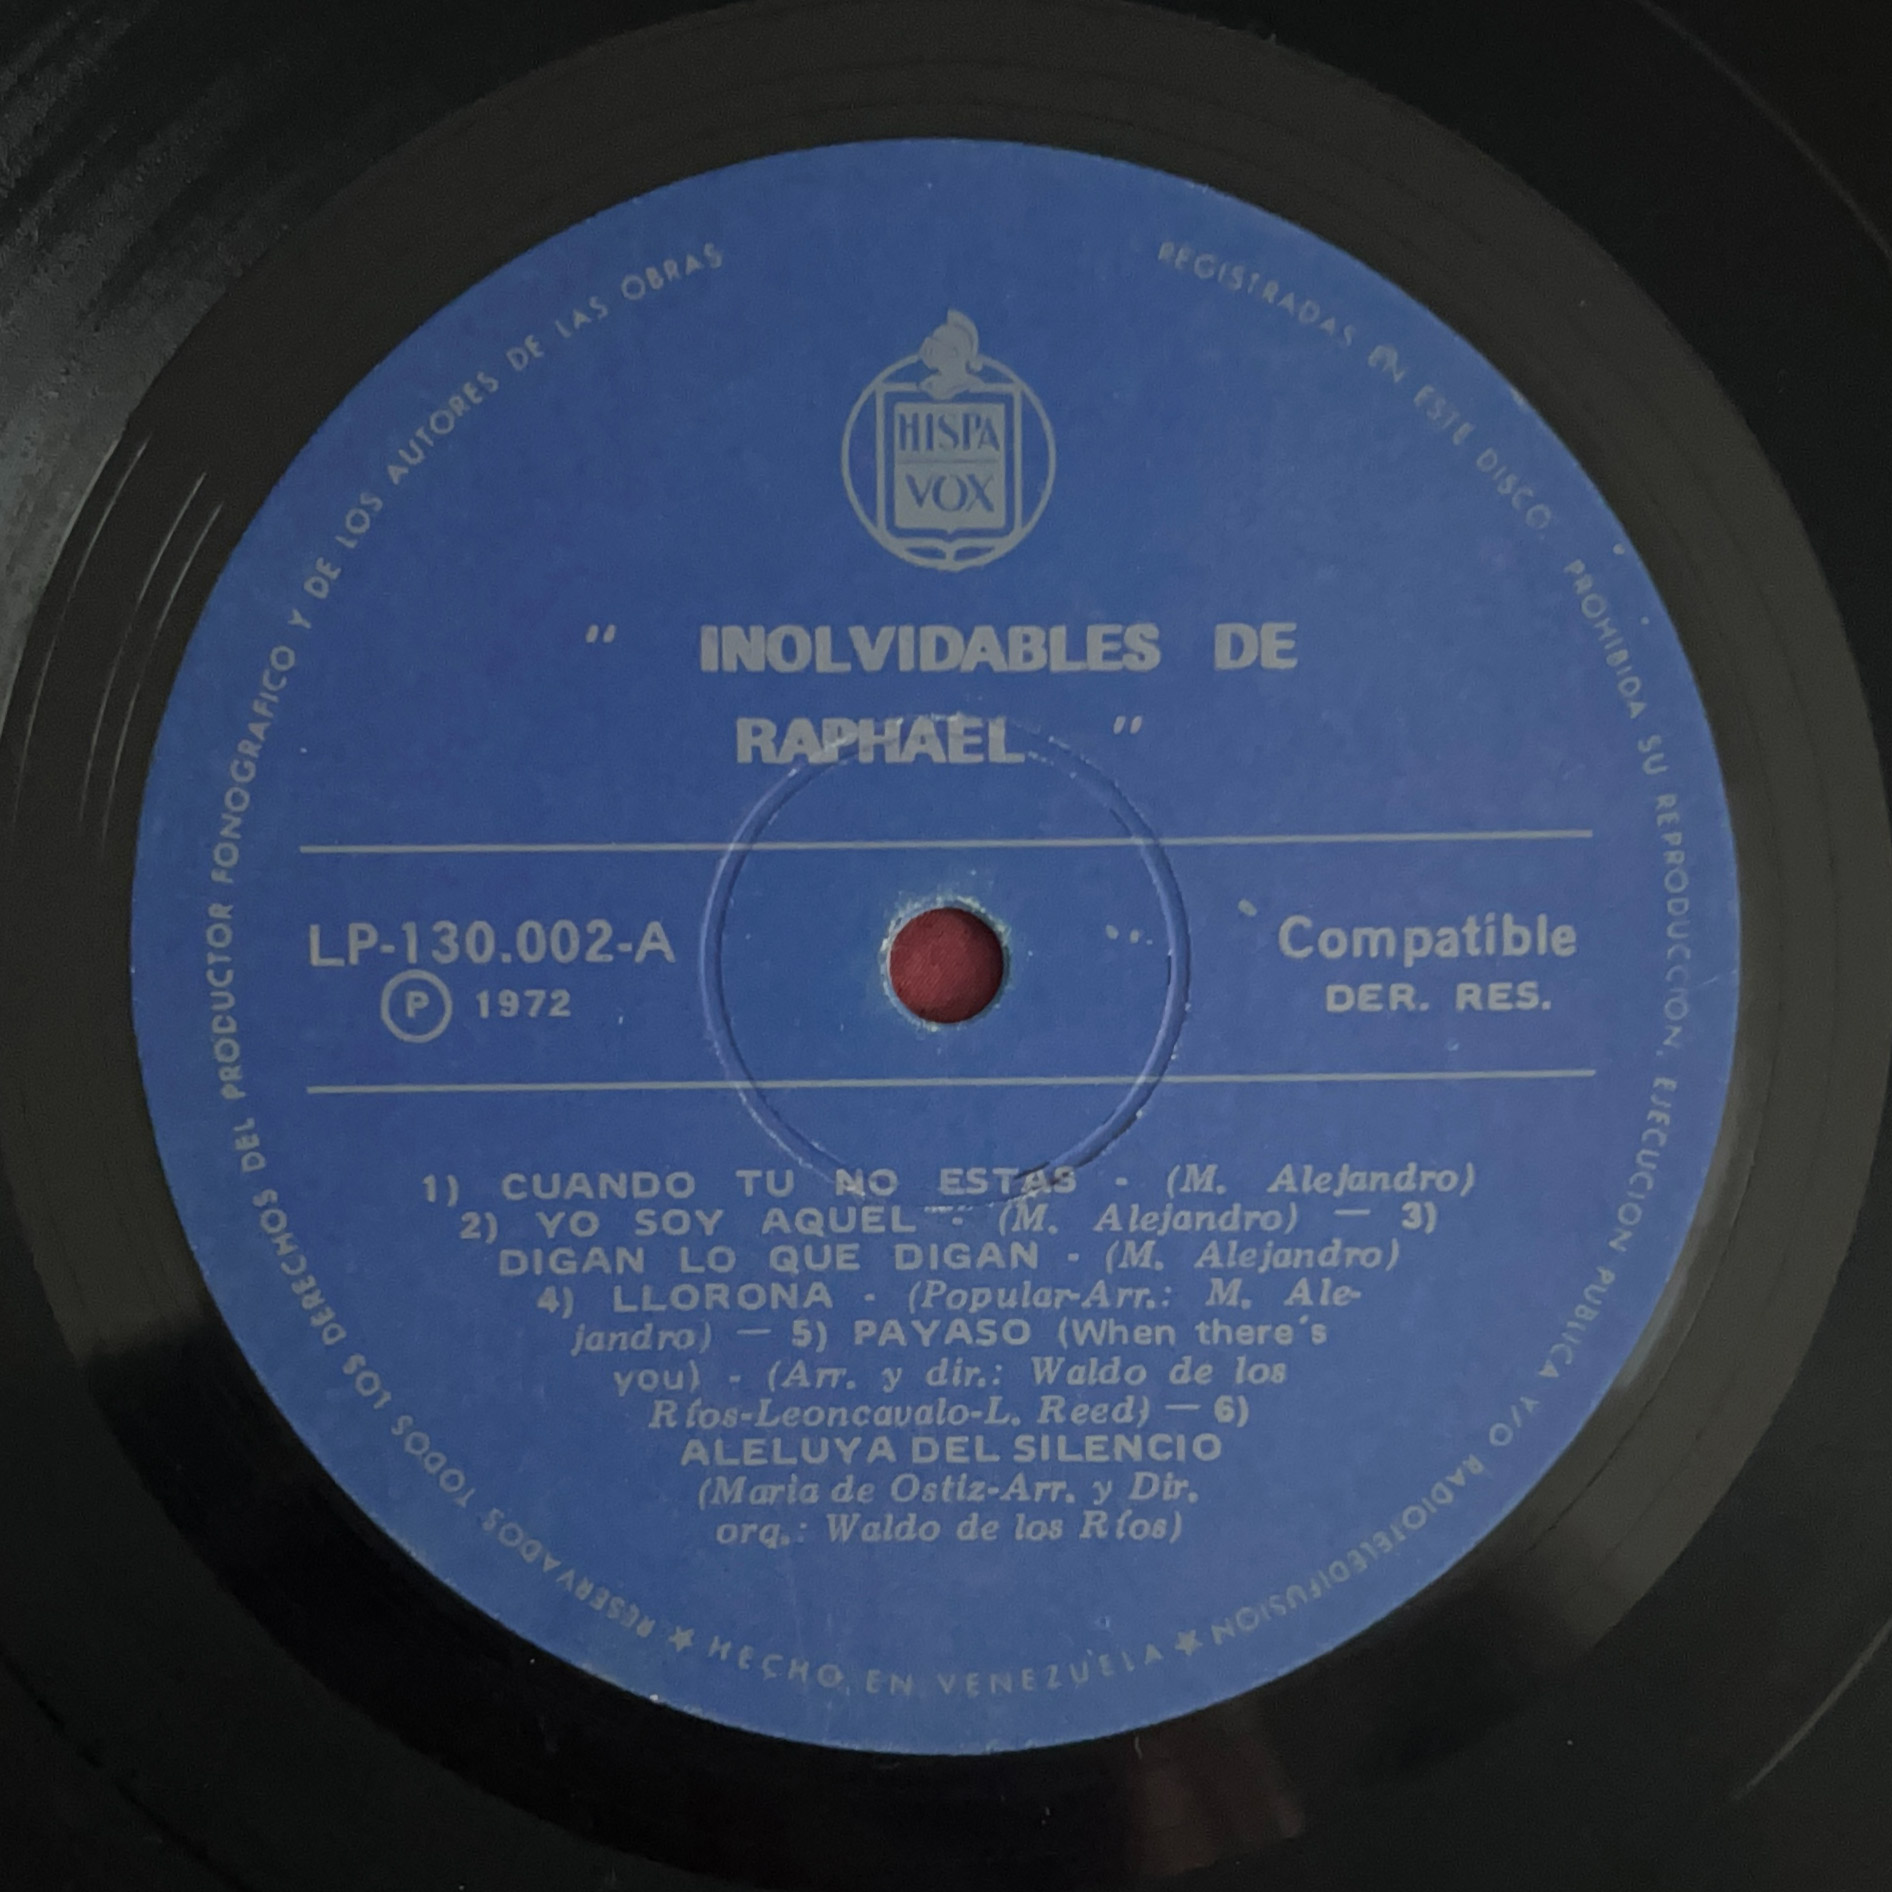 HISPA
VOX
" INOLVIDABLES DE
RAPHAEL "
LP-130.002-A
Ⓟ 1972
Compatible
DER. RES.
1) CUANDO TU NO ESTAS - (M. Alejandro)
2) YO SOY AQUEL - (M. Alejandro) — 3)
DIGAN LO QUE DIGAN - (M. Alejandro)
4) LLORONA - (Popular-Arr.: M. Ale-
jandro) — 5) PAYASO (When there's
you) - (Arr. y dir.: Waldo de los
Ríos-Leoncavalo-L. Reed) — 6)
ALELUYA DEL SILENCIO
(Maria de Ostiz-Arr. y Dir.
orq.: Waldo de los Ríos)
★ RESERVADOS TODOS LOS DERECHOS DEL PRODUCTOR FONOGRAFICO Y DE LOS AUTORES DE LAS OBRAS REGISTRADAS EN ESTE DISCO. PROHIBIDA SU REPRODUCCION, EJECUCION PUBLICA Y/O RADIOTELEDIFUSION ★
HECHO EN VENEZUELA